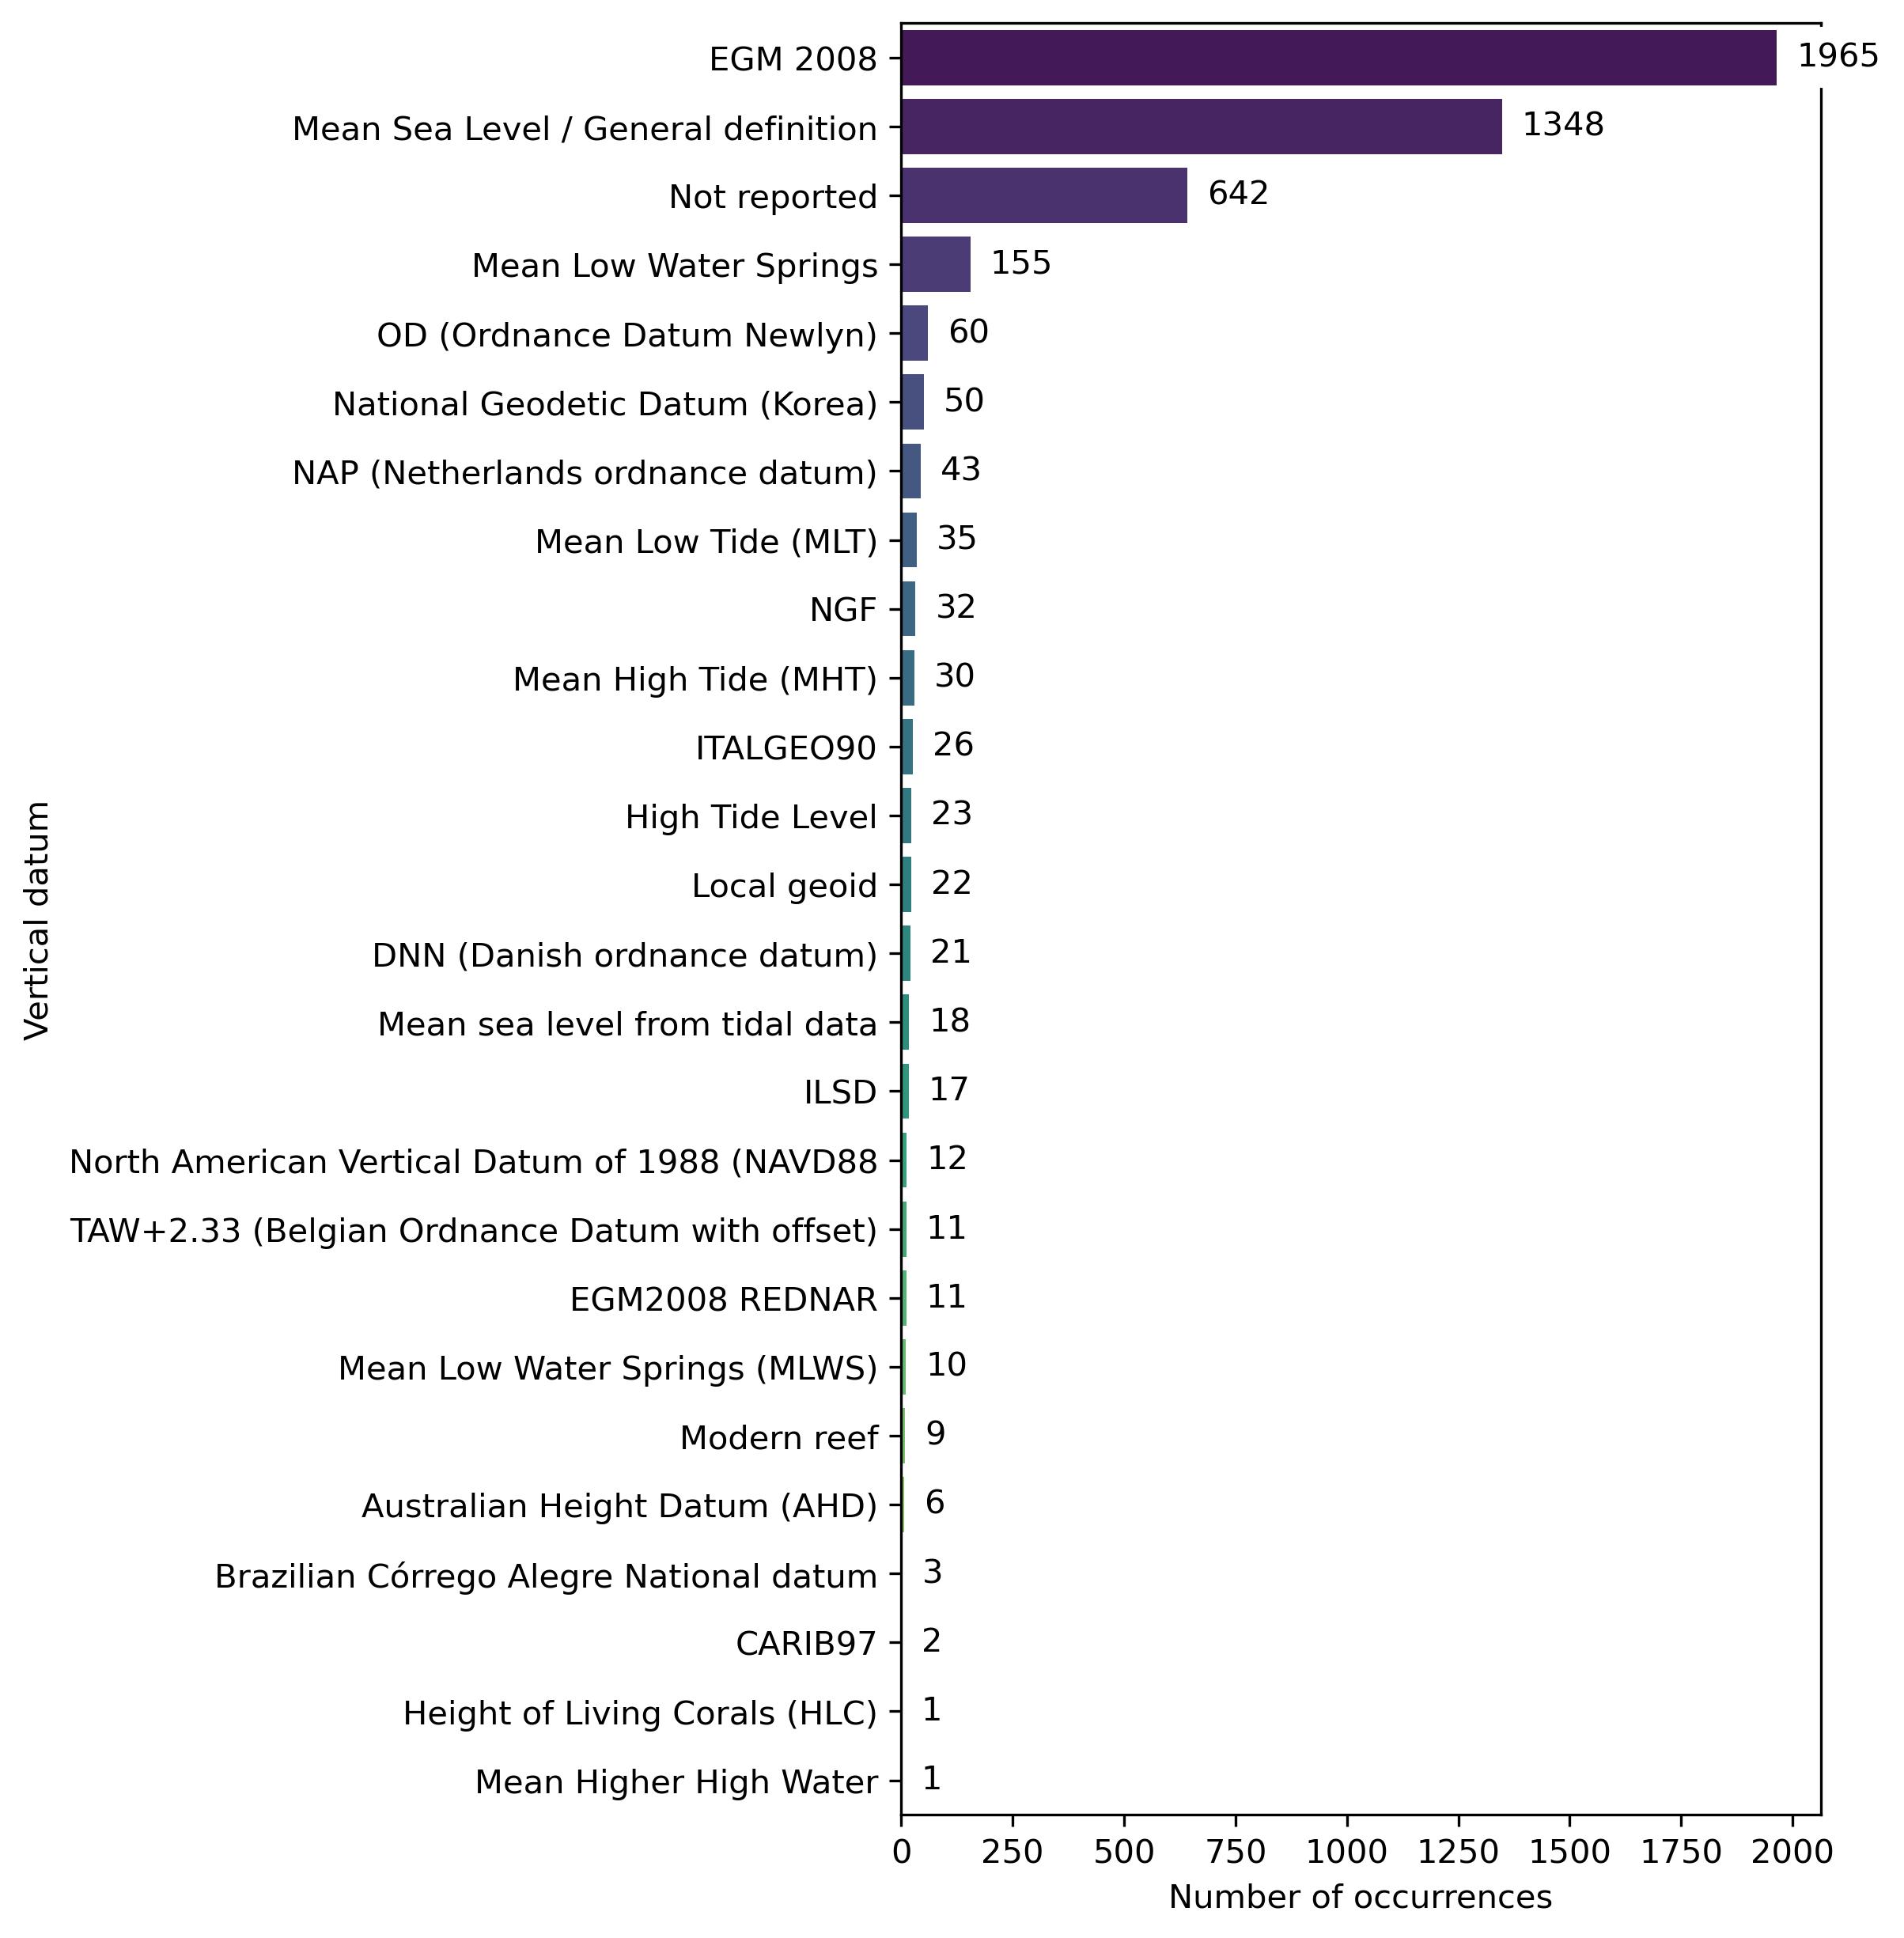 EGM 2008 1965
Mean Sea Level / General definition 1348
Not reported 642
Mean Low Water Springs 155
OD (Ordnance Datum Newlyn) 60
National Geodetic Datum (Korea) 50
NAP (Netherlands ordnance datum) 43
Mean Low Tide (MLT) 35
NGF 32
Mean High Tide (MHT) 30
ITALGEO90 26
High Tide Level 23
Local geoid 22
DNN (Danish ordnance datum) 21
Mean sea level from tidal data 18
ILSD 17
North American Vertical Datum of 1988 (NAVD88 12
TAW+2.33 (Belgian Ordnance Datum with offset) 11
EGM2008 REDNAR 11
Mean Low Water Springs (MLWS) 10
Modern reef 9
Australian Height Datum (AHD) 6
Brazilian Córrego Alegre National datum 3
CARIB97 2
Height of Living Corals (HLC) 1
Mean Higher High Water 1
Vertical datum
0 250 500 750 1000 1250 1500 1750 2000
Number of occurrences